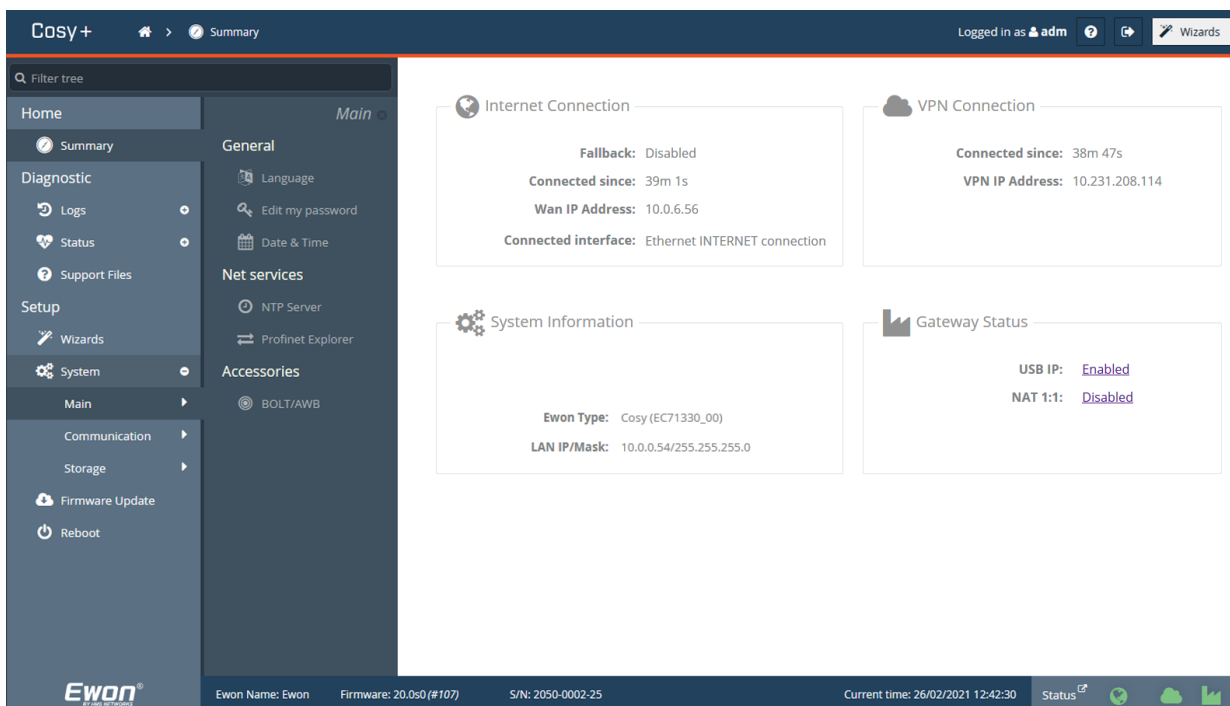 Cosy+
Summary
Logged in as adm
Wizards
Filter tree
Home
Summary
Diagnostic
Logs
Status
Support Files
Setup
Wizards
System
Main
Communication
Storage
Firmware Update
Reboot
Main
General
Language
Edit my password
Date & Time
Net services
NTP Server
Profinet Explorer
Accessories
BOLT/AWB
Internet Connection
Fallback: Disabled
Connected since: 39m 1s
Wan IP Address: 10.0.6.56
Connected interface: Ethernet INTERNET connection
VPN Connection
Connected since: 38m 47s
VPN IP Address: 10.231.208.114
System Information
Ewon Type: Cosy (EC71330_00)
LAN IP/Mask: 10.0.0.54/255.255.255.0
Gateway Status
USB IP: Enabled
NAT 1:1: Disabled
Ewon®
BY HMS NETWORKS
Ewon Name: Ewon
Firmware: 20.0s0 (#107)
S/N: 2050-0002-25
Current time: 26/02/2021 12:42:30
Status